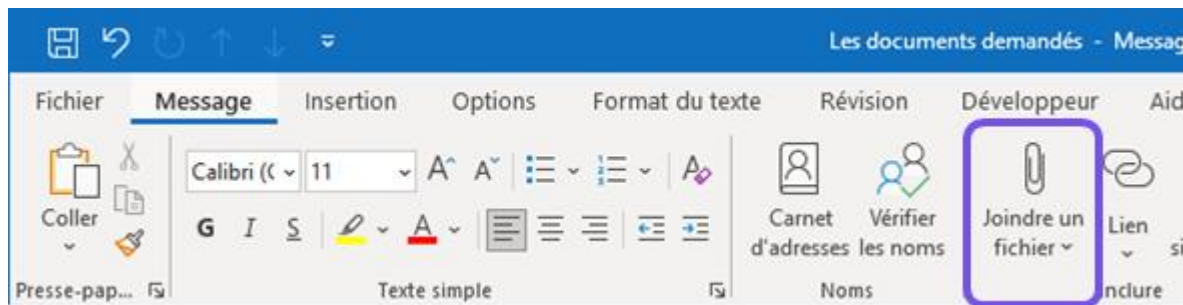 Les documents demandés - Messag
Fichier Message Insertion Options Format du texte Révision Développeur Aid
Coller
Calibri (( 11
G I S A
Carnet d'adresses
Vérifier les noms
Joindre un fichier
Lien
si
Presse-pap... Texte simple Noms nclure